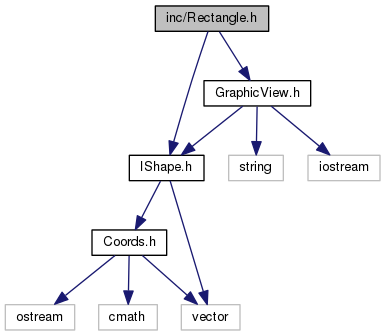 inc/Rectangle.h
GraphicView.h
IShape.h
string
iostream
Coords.h
ostream
cmath
vector